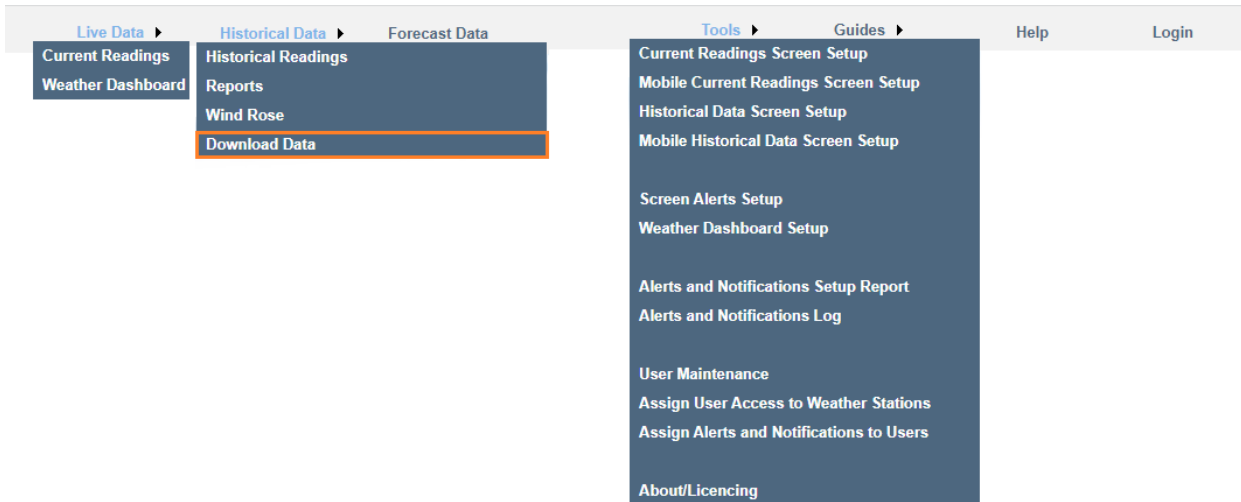 Live Data
Historical Data
Forecast Data
Tools
Guides
Help
Login
Current Readings
Weather Dashboard
Historical Readings
Reports
Wind Rose
Download Data
Current Readings Screen Setup
Mobile Current Readings Screen Setup
Historical Data Screen Setup
Mobile Historical Data Screen Setup
Screen Alerts Setup
Weather Dashboard Setup
Alerts and Notifications Setup Report
Alerts and Notifications Log
User Maintenance
Assign User Access to Weather Stations
Assign Alerts and Notifications to Users
About/Licencing